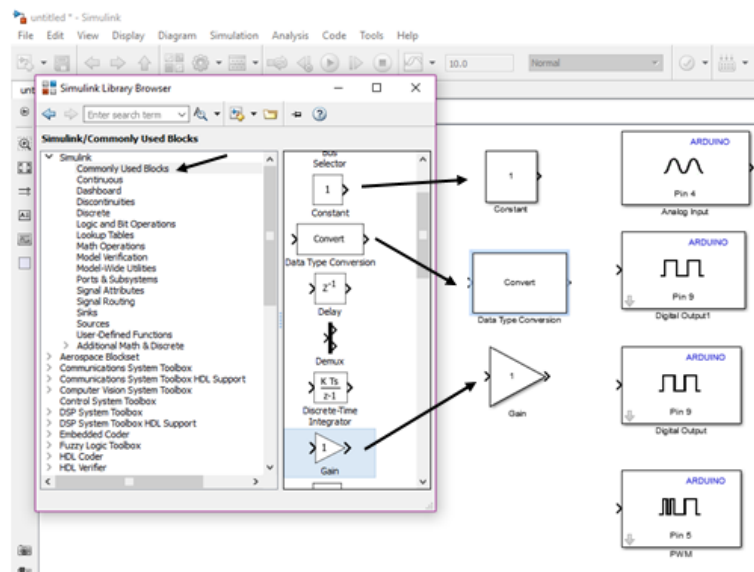 untitled * - Simulink
File Edit View Display Diagram Simulation Analysis Code Tools Help
10.0 Normal
unt
Simulink Library Browser
Enter search term
Simulink/Commonly Used Blocks
Simulink
Commonly Used Blocks
Continuous
Dashboard
Discontinuities
Discrete
Logic and Bit Operations
Lookup Tables
Math Operations
Model Verification
Model-Wide Utilities
Ports & Subsystems
Signal Attributes
Signal Routing
Sinks
Sources
User-Defined Functions
Additional Math & Discrete
Aerospace Blockset
Communications System Toolbox
Communications System Toolbox HDL Support
Computer Vision System Toolbox
Control System Toolbox
DSP System Toolbox
DSP System Toolbox HDL Support
Embedded Coder
Fuzzy Logic Toolbox
HDL Coder
HDL Verifier
Bus
Selector
1
Constant
Convert
Data Type Conversion
z-1
Delay
Demux
K Ts
z-1
Discrete-Time
Integrator
1
Gain
1
Constant
Convert
Data Type Conversion
1
Gain
ARDUINO
Pin 4
Analog Input
ARDUINO
Pin 9
Digital Output1
ARDUINO
Pin 9
Digital Output
ARDUINO
Pin 5
PWM